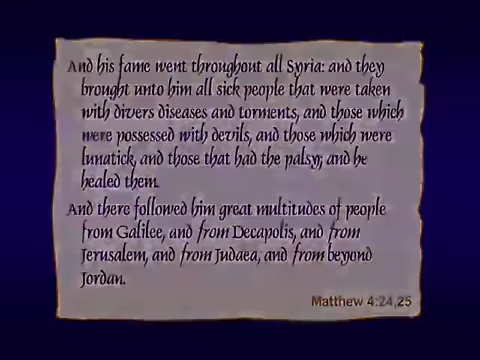 And his fame went throughout all Syria: and they
brought unto him all sick people that were taken
with divers diseases and torments, and those which
were possessed with devils, and those which were
lunatick, and those that had the palsy; and he
healed them.
And there followed him great multitudes of people
from Galilee, and from Decapolis, and from
Jerusalem, and from Judaea, and from beyond
Jordan.
Matthew 4:24,25